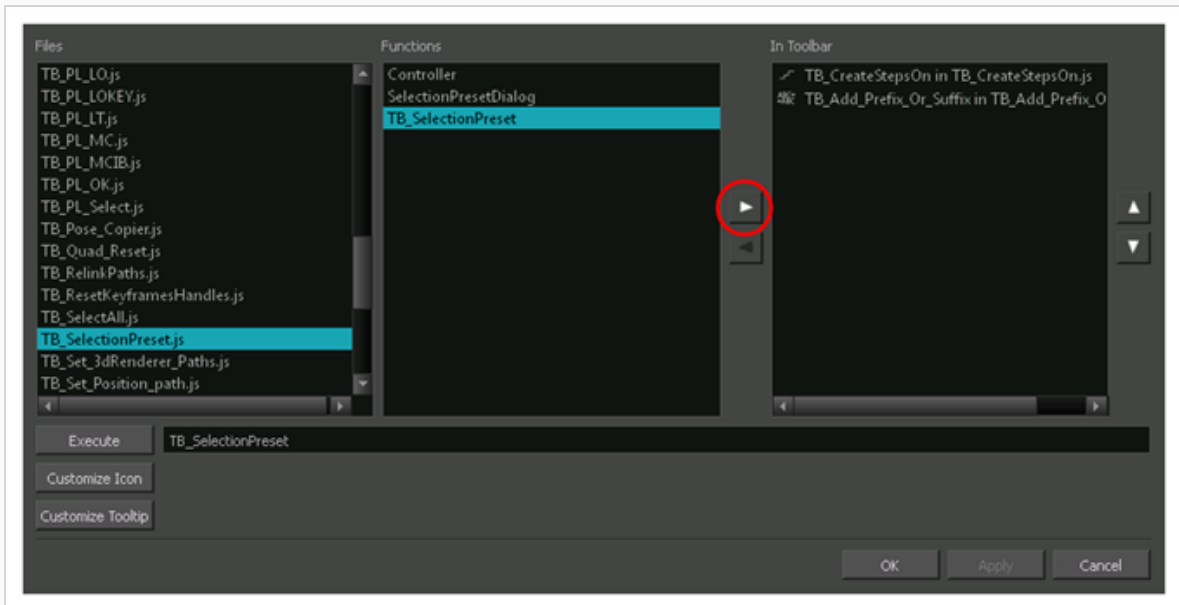 Files
TB_PL_LO.js
TB_PL_LOKEY.js
TB_PL_LT.js
TB_PL_MC.js
TB_PL_MCIB.js
TB_PL_OK.js
TB_PL_Select.js
TB_Pose_Copier.js
TB_Quad_Reset.js
TB_RelinkPaths.js
TB_ResetKeyframesHandles.js
TB_SelectAll.js
TB_SelectionPreset.js
TB_Set_3dRenderer_Paths.js
TB_Set_Position_path.js
Functions
Controller
SelectionPresetDialog
TB_SelectionPreset
In Toolbar
TB_CreateStepsOn in TB_CreateStepsOn.js
TB_Add_Prefix_Or_Suffix in TB_Add_Prefix_O
Execute
TB_SelectionPreset
Customize Icon
Customize Tooltip
OK
Apply
Cancel